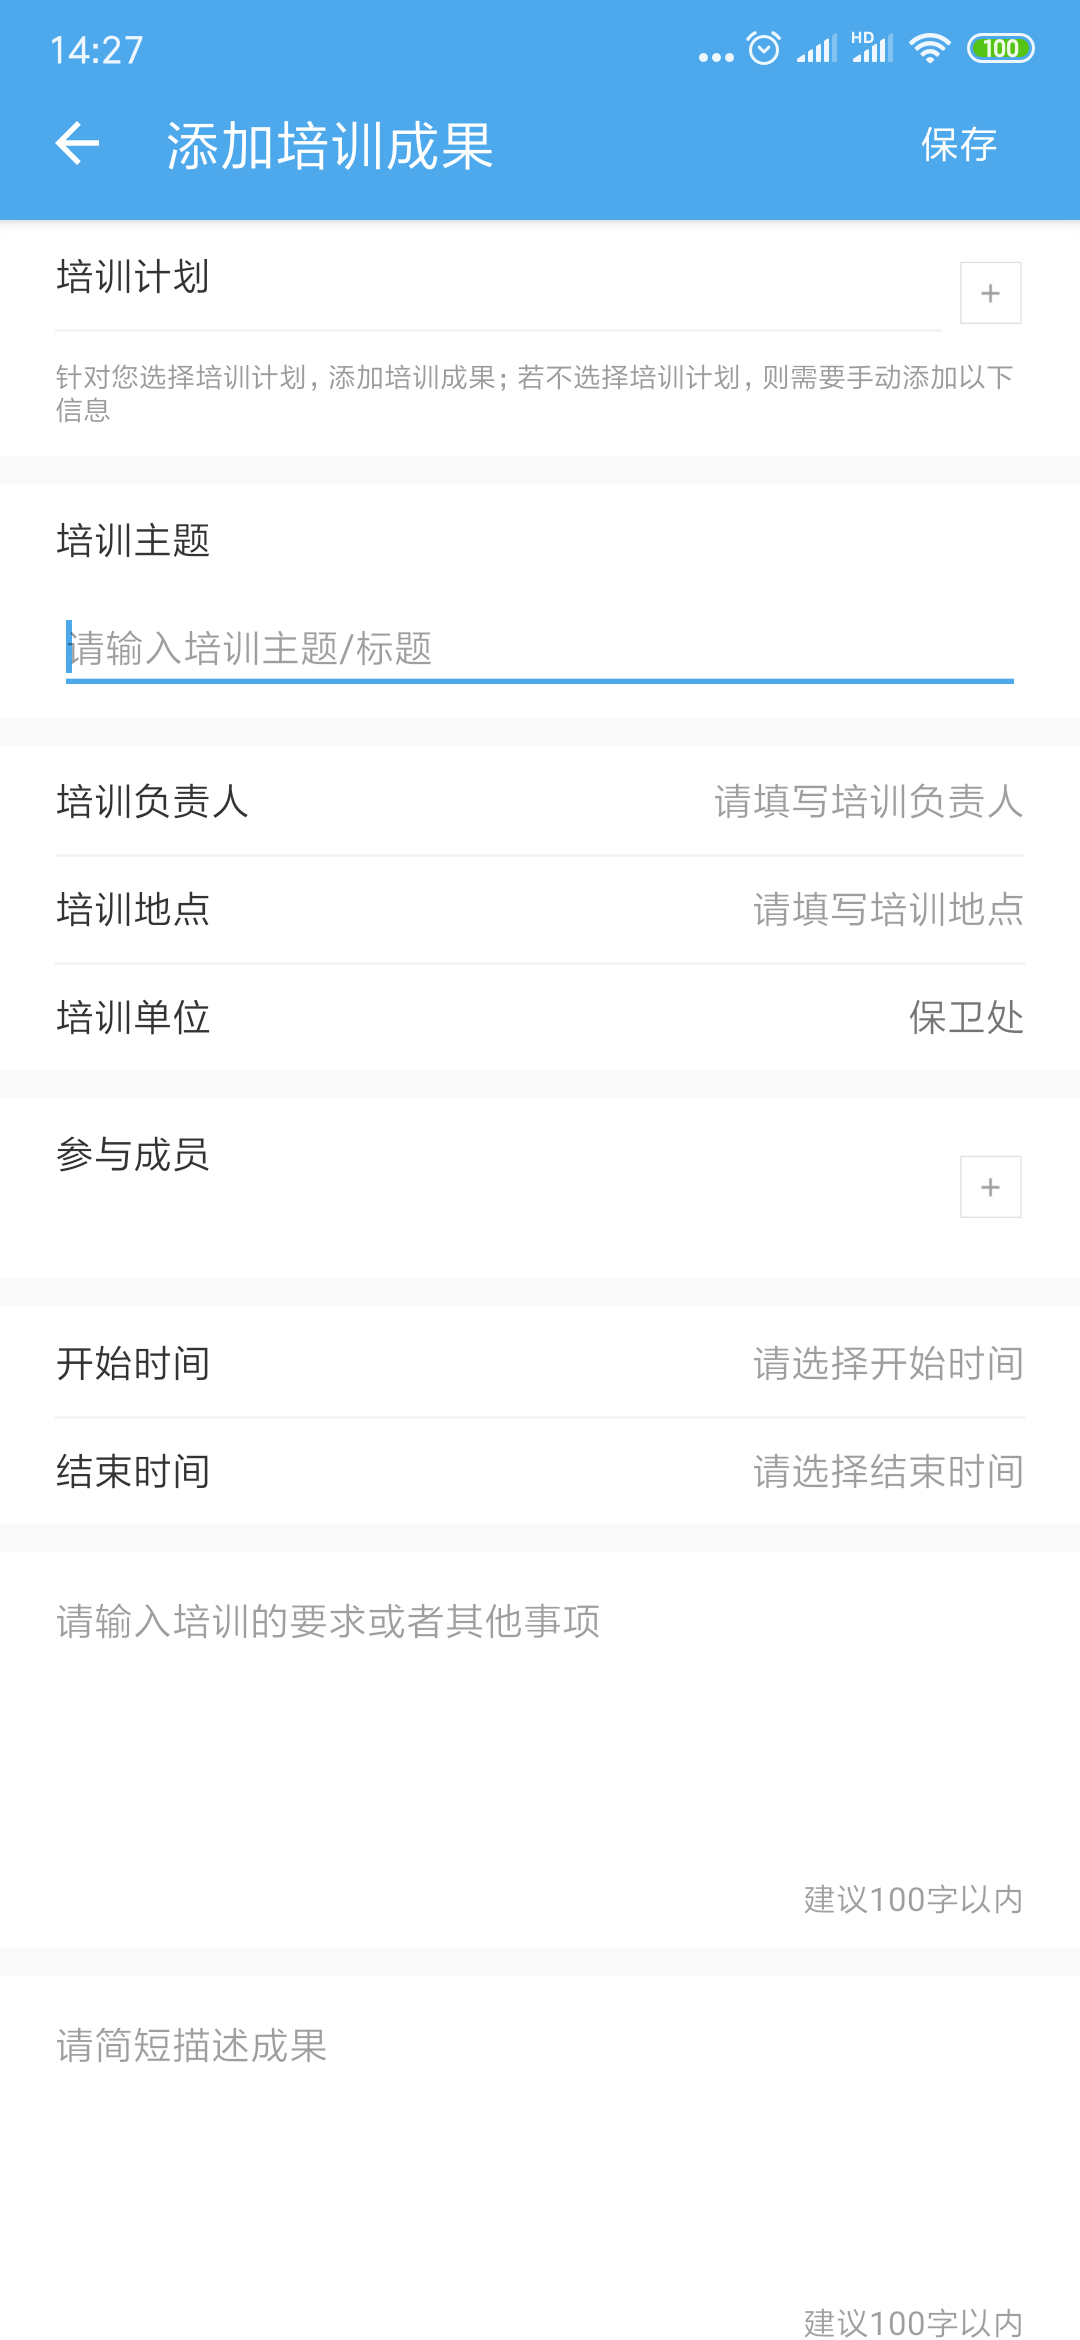 14:27
HD
100
添加培训成果
保存
培训计划
+
针对您选择培训计划，添加培训成果；若不选择培训计划，则需要手动添加以下
信息
培训主题
请输入培训主题/标题
培训负责人 请填写培训负责人
培训地点 请填写培训地点
培训单位 保卫处
参与成员
+
开始时间 请选择开始时间
结束时间 请选择结束时间
请输入培训的要求或者其他事项
建议100字以内
请简短描述成果
建议100字以内